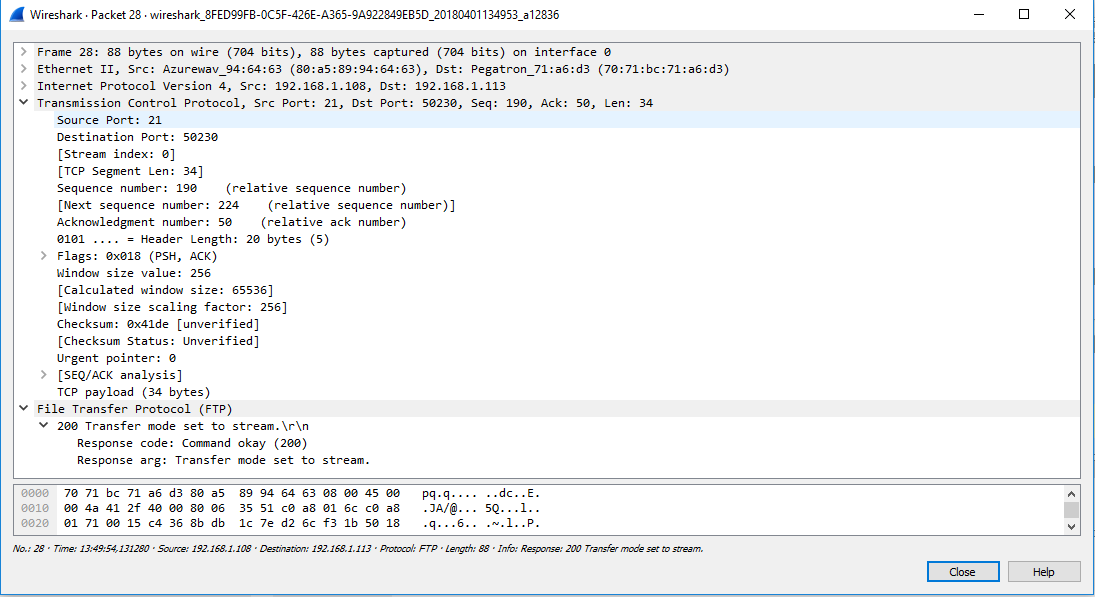 Wireshark · Packet 28 · wireshark_8FED99FB-0C5F-426E-A365-9A922849EB5D_20180401134953_a12836
Frame 28: 88 bytes on wire (704 bits), 88 bytes captured (704 bits) on interface 0
Ethernet II, Src: Azurewav_94:64:63 (80:a5:89:94:64:63), Dst: Pegatron_71:a6:d3 (70:71:bc:71:a6:d3)
Internet Protocol Version 4, Src: 192.168.1.108, Dst: 192.168.1.113
Transmission Control Protocol, Src Port: 21, Dst Port: 50230, Seq: 190, Ack: 50, Len: 34
Source Port: 21
Destination Port: 50230
[Stream index: 0]
[TCP Segment Len: 34]
Sequence number: 190    (relative sequence number)
[Next sequence number: 224    (relative sequence number)]
Acknowledgment number: 50    (relative ack number)
0101 .... = Header Length: 20 bytes (5)
Flags: 0x018 (PSH, ACK)
Window size value: 256
[Calculated window size: 65536]
[Window size scaling factor: 256]
Checksum: 0x41de [unverified]
[Checksum Status: Unverified]
Urgent pointer: 0
[SEQ/ACK analysis]
TCP payload (34 bytes)
File Transfer Protocol (FTP)
200 Transfer mode set to stream.\r\n
Response code: Command okay (200)
Response arg: Transfer mode set to stream.
0000  70 71 bc 71 a6 d3 80 a5  89 94 64 63 08 00 45 00   pq.q.... ..dc..E.
0010  00 4a 41 2f 40 00 80 06  35 51 c0 a8 01 6c c0 a8   .JA/@... 5Q...l..
0020  01 71 00 15 c4 36 8b db  1c 7e d2 6c f3 1b 50 18   .q...6.. .~.l..P.
No.: 28 · Time: 13:49:54,131280 · Source: 192.168.1.108 · Destination: 192.168.1.113 · Protocol: FTP · Length: 88 · Info: Response: 200 Transfer mode set to stream.
Close
Help